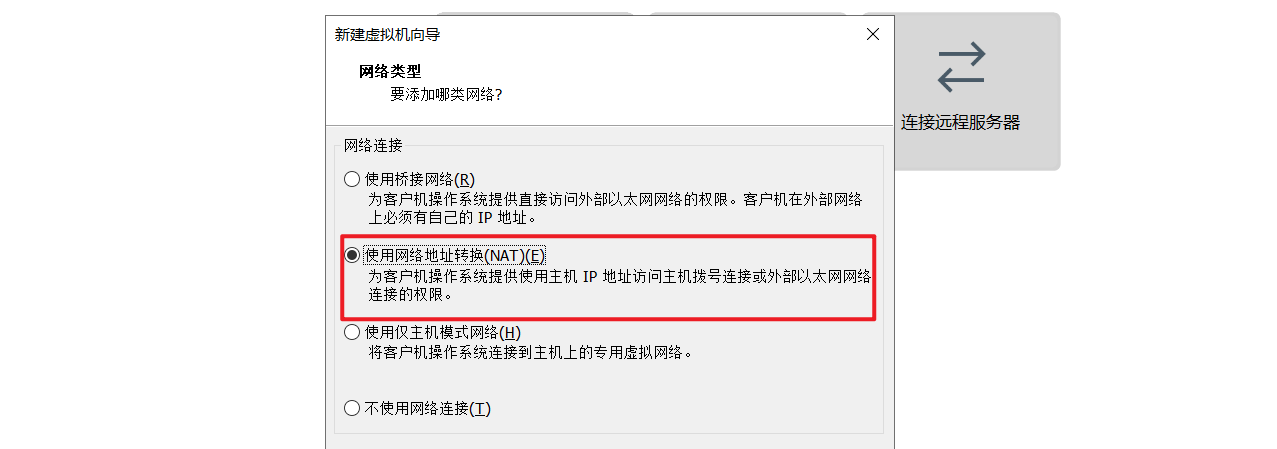 新建虚拟机向导
网络类型
要添加哪类网络?
连接远程服务器
网络连接
使用桥接网络(R)
为客户机操作系统提供直接访问外部以太网网络的权限。客户机在外部网络
上必须有自己的 IP 地址。
使用网络地址转换(NAT)(E)
为客户机操作系统提供使用主机 IP 地址访问主机拨号连接或外部以太网网络
连接的权限。
使用仅主机模式网络(H)
将客户机操作系统连接到主机上的专用虚拟网络。
不使用网络连接(T)